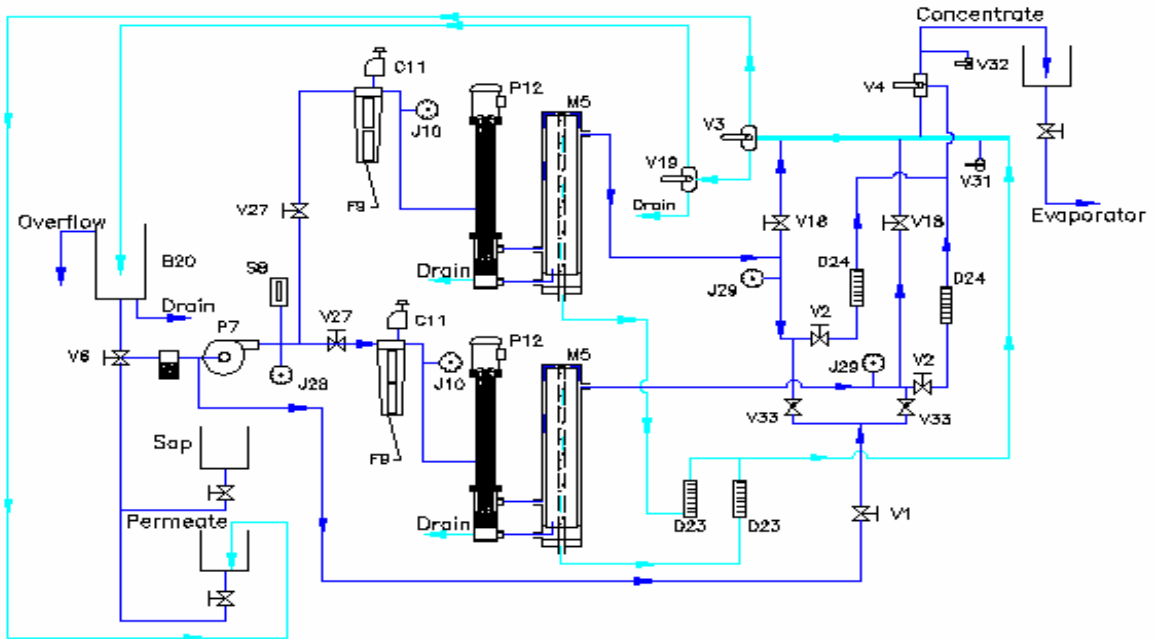 Concentrate
C11
P12
M5
V32
V4
J10
V3
V19
V31
F9
Drain
V27
V18
V18
Evaporator
Overflow
B20
S8
Drain
D24
D24
J29
Drain
P7
V27
C11
V2
P12
V6
M5
J29
V2
J28
J10
V33
V33
Sap
F9
Permeate
Drain
D23
D23
V1